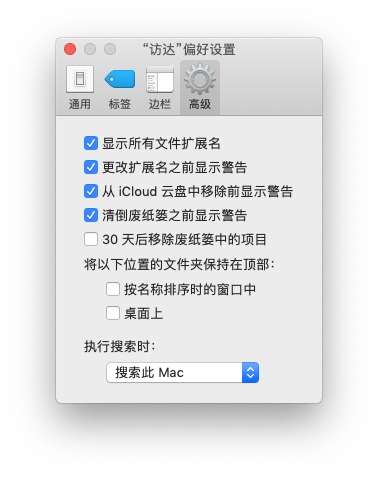 “访达”偏好设置
通用 标签 边栏 高级
显示所有文件扩展名
更改扩展名之前显示警告
从 iCloud 云盘中移除前显示警告
清倒废纸篓之前显示警告
30 天后移除废纸篓中的项目
将以下位置的文件夹保持在顶部：
按名称排序时的窗口中
桌面上
执行搜索时：
搜索此 Mac